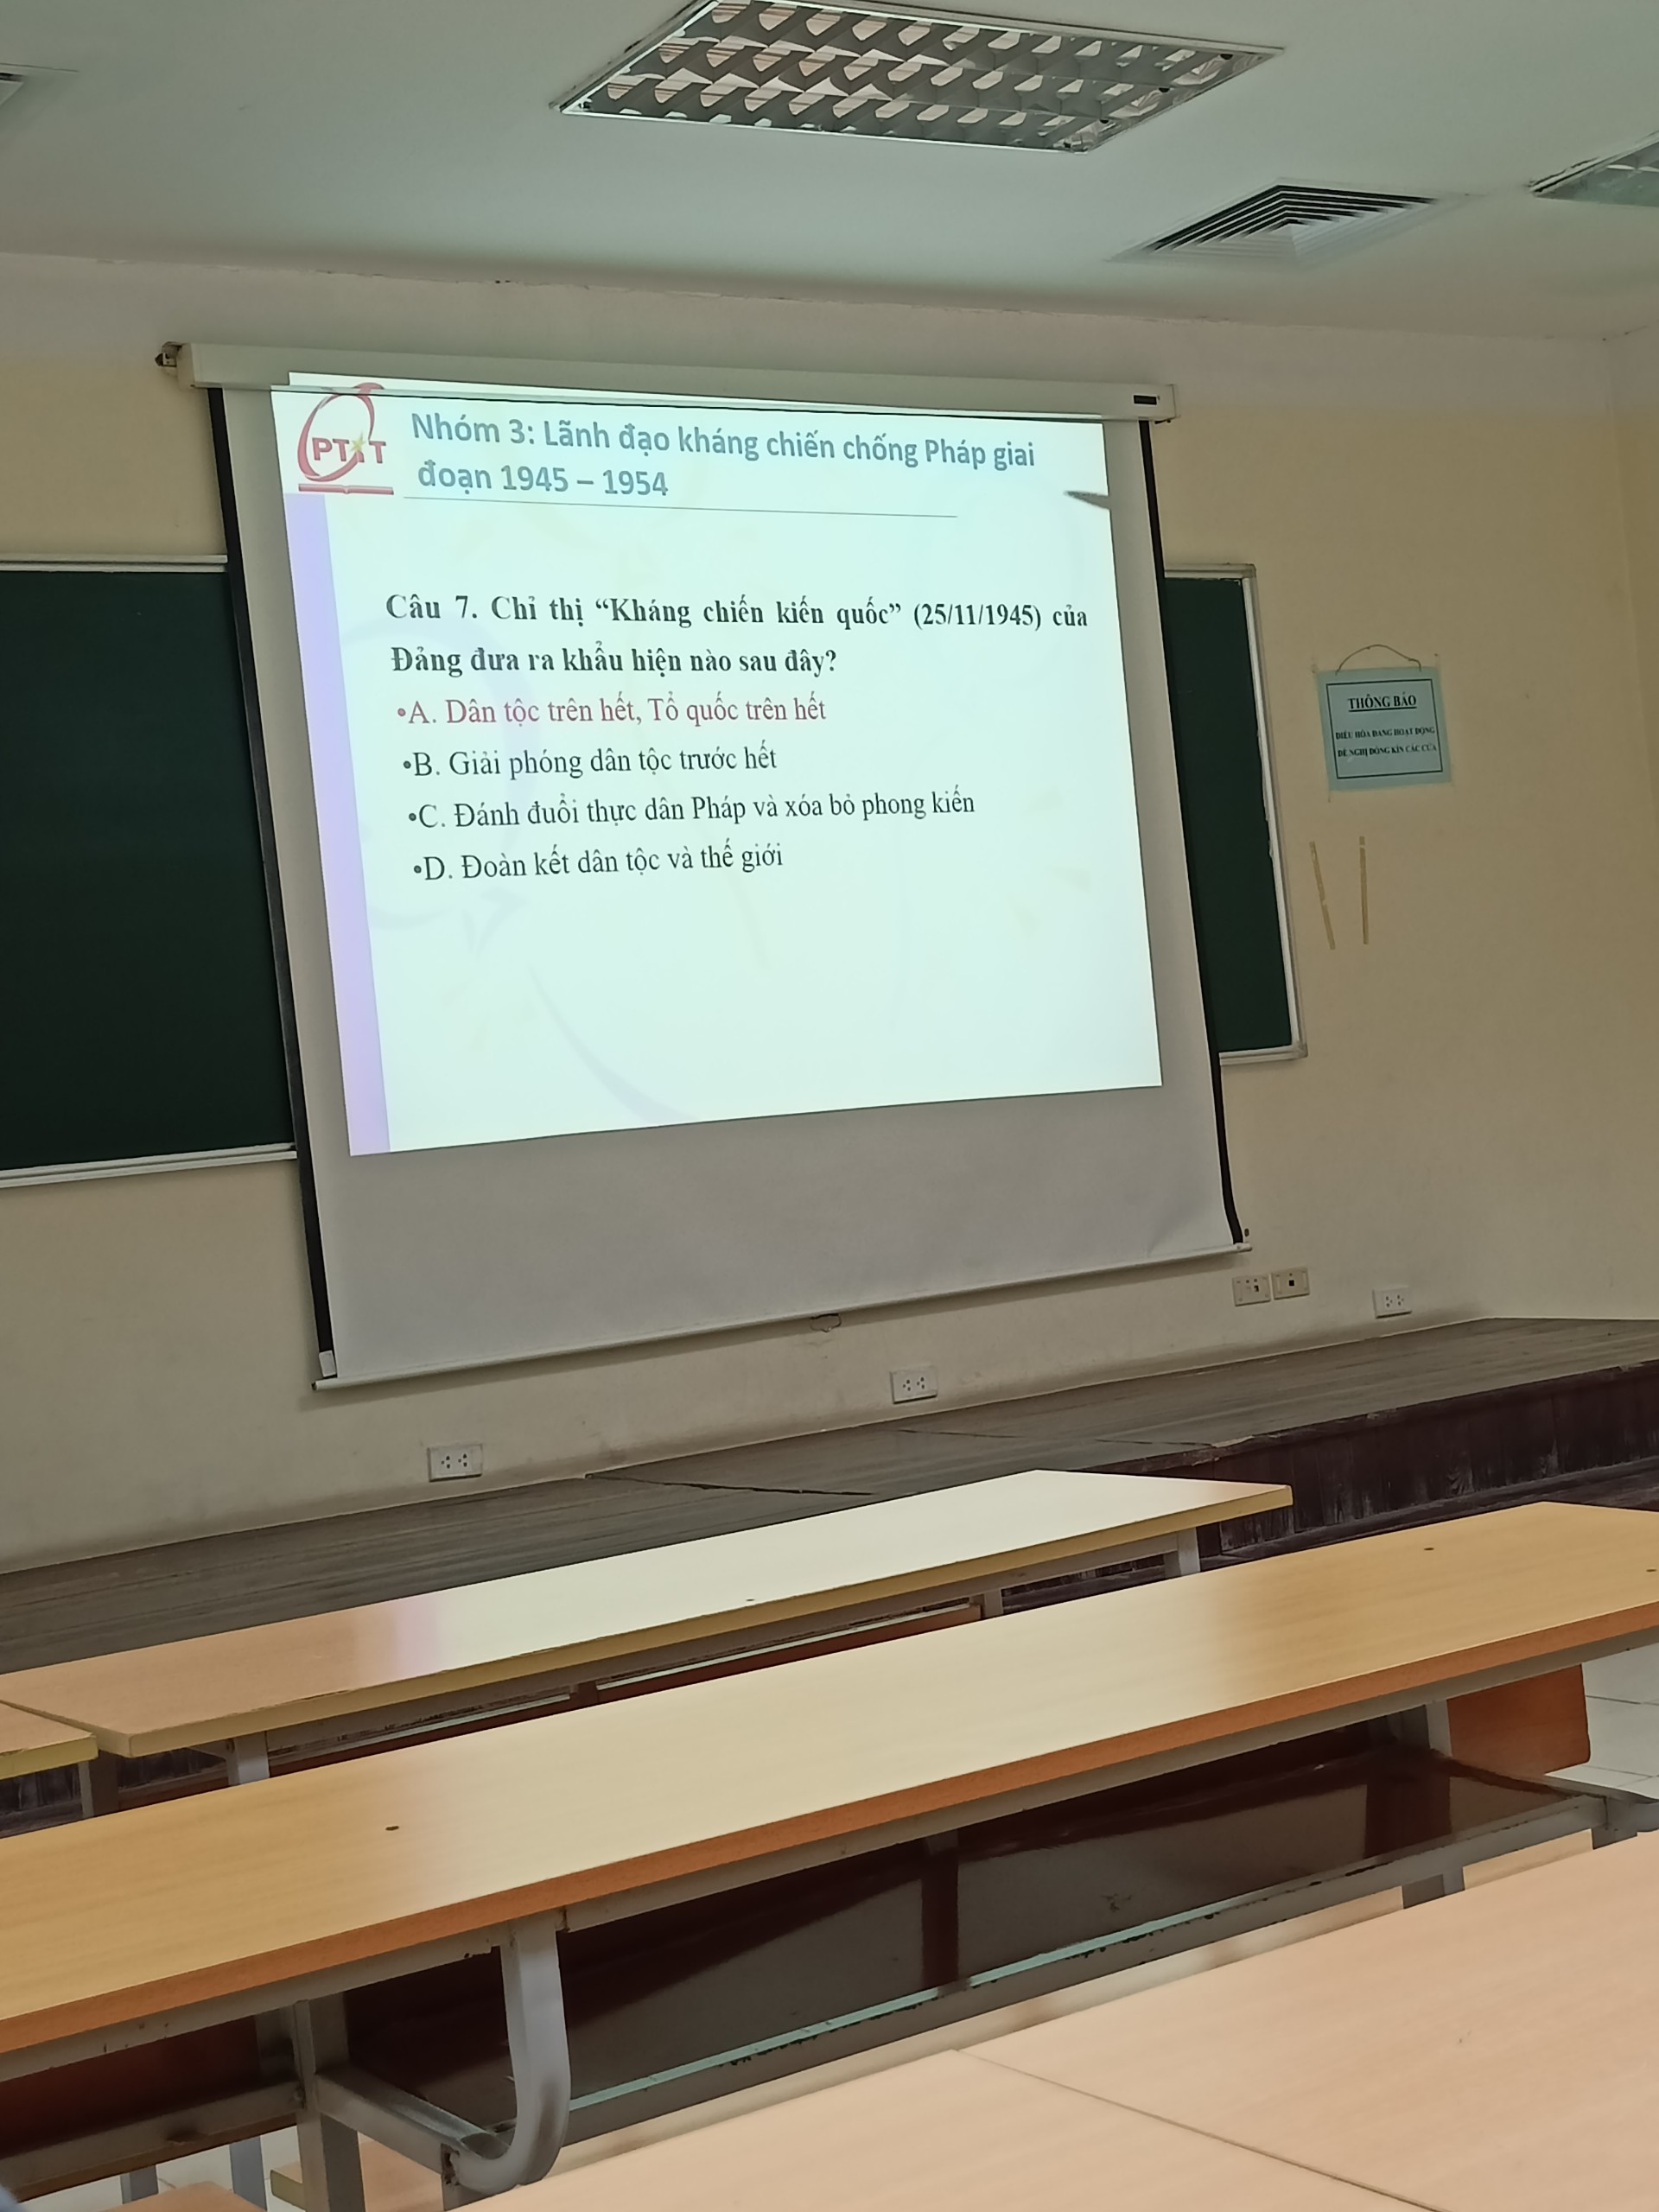 PTIT
Nhóm 3: Lãnh đạo kháng chiến chống Pháp giai
đoạn 1945 – 1954
Câu 7. Chỉ thị “Kháng chiến kiến quốc” (25/11/1945) của
Đảng đưa ra khẩu hiện nào sau đây?
•A. Dân tộc trên hết, Tổ quốc trên hết
•B. Giải phóng dân tộc trước hết
•C. Đánh đuổi thực dân Pháp và xóa bỏ phong kiến
•D. Đoàn kết dân tộc và thế giới
THÔNG BÁO
ĐIỀU HÒA ĐANG HOẠT ĐỘNG
ĐỀ NGHỊ ĐÓNG KÍN CÁC CỬA